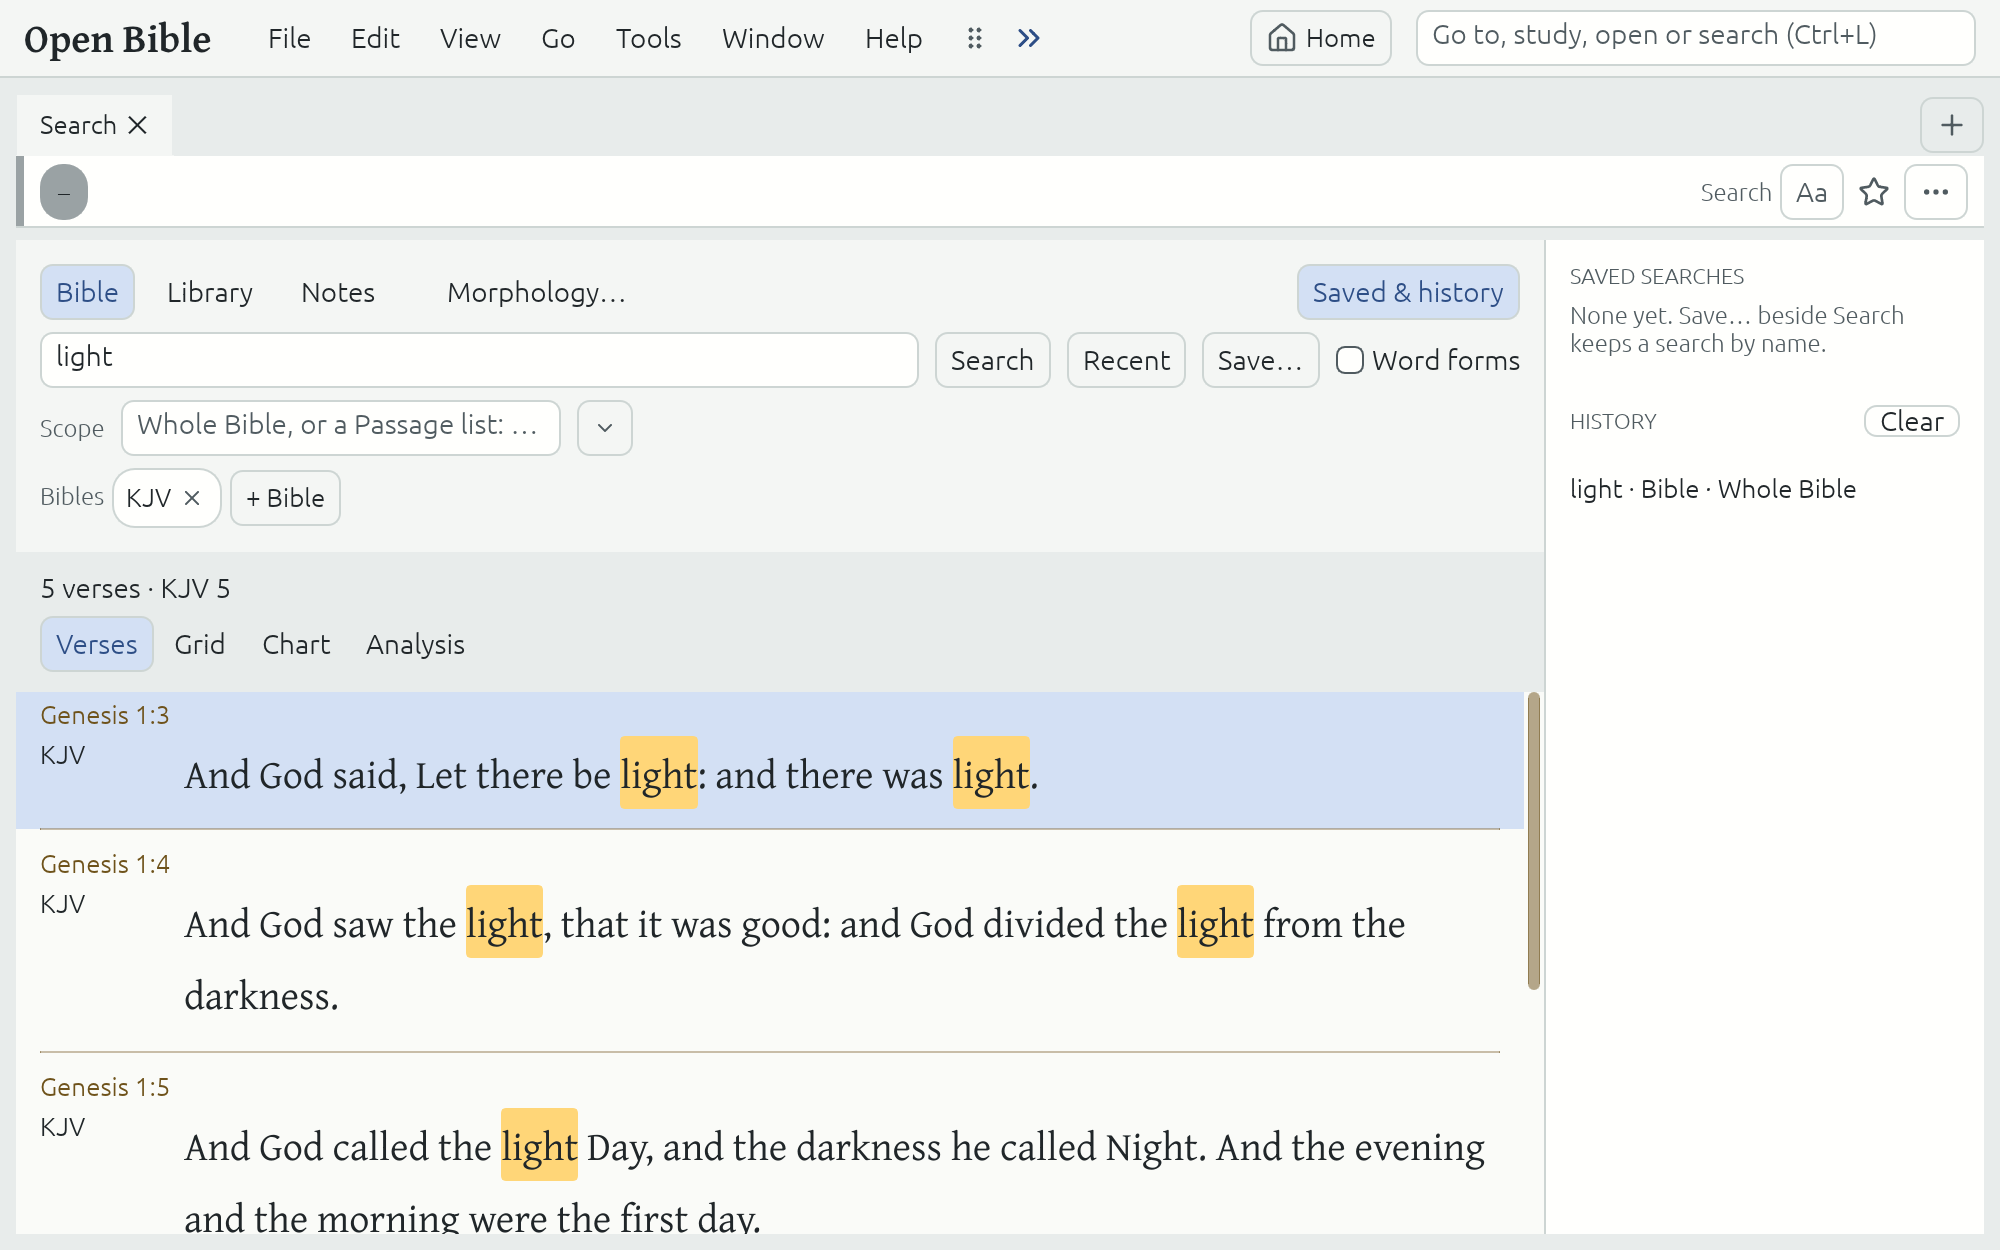 Open Bible File Edit View Go Tools Window Help Home Go to, study, open or search (Ctrl+L)
Search
– Search Aa
Bible Library Notes Morphology… Saved & history
light Search Recent Save… Word forms
Scope Whole Bible, or a Passage list: …
Bibles KJV + Bible
5 verses · KJV 5
Verses Grid Chart Analysis
Genesis 1:3
KJV
And God said, Let there be light: and there was light.
Genesis 1:4
KJV
And God saw the light, that it was good: and God divided the light from the
darkness.
Genesis 1:5
KJV
And God called the light Day, and the darkness he called Night. And the evening
and the morning were the first day.
SAVED SEARCHES
None yet. Save… beside Search
keeps a search by name.
HISTORY Clear
light · Bible · Whole Bible